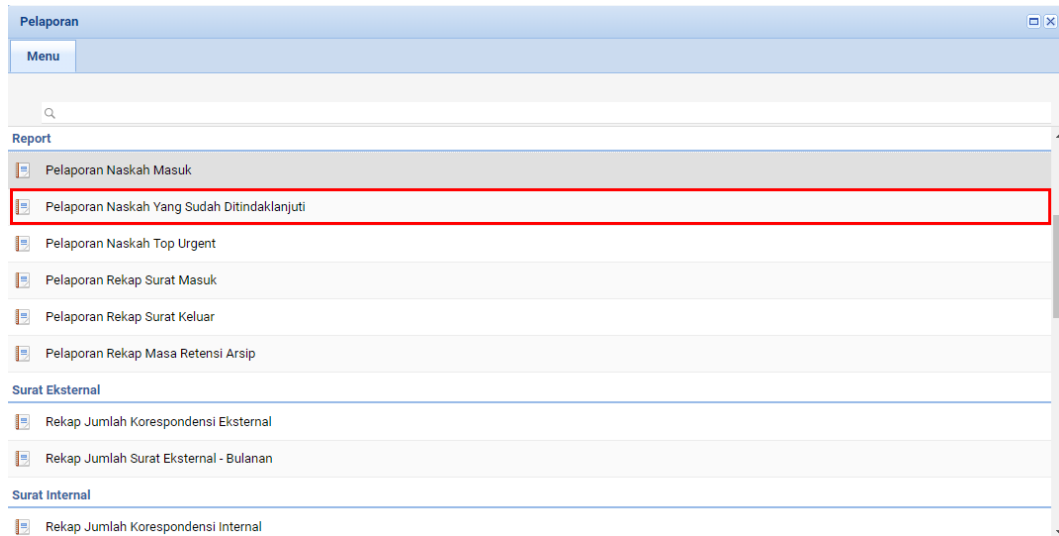 Pelaporan
Menu
Report
Pelaporan Naskah Masuk
Pelaporan Naskah Yang Sudah Ditindaklanjuti
Pelaporan Naskah Top Urgent
Pelaporan Rekap Surat Masuk
Pelaporan Rekap Surat Keluar
Pelaporan Rekap Masa Retensi Arsip
Surat Eksternal
Rekap Jumlah Korespondensi Eksternal
Rekap Jumlah Surat Eksternal - Bulanan
Surat Internal
Rekap Jumlah Korespondensi Internal